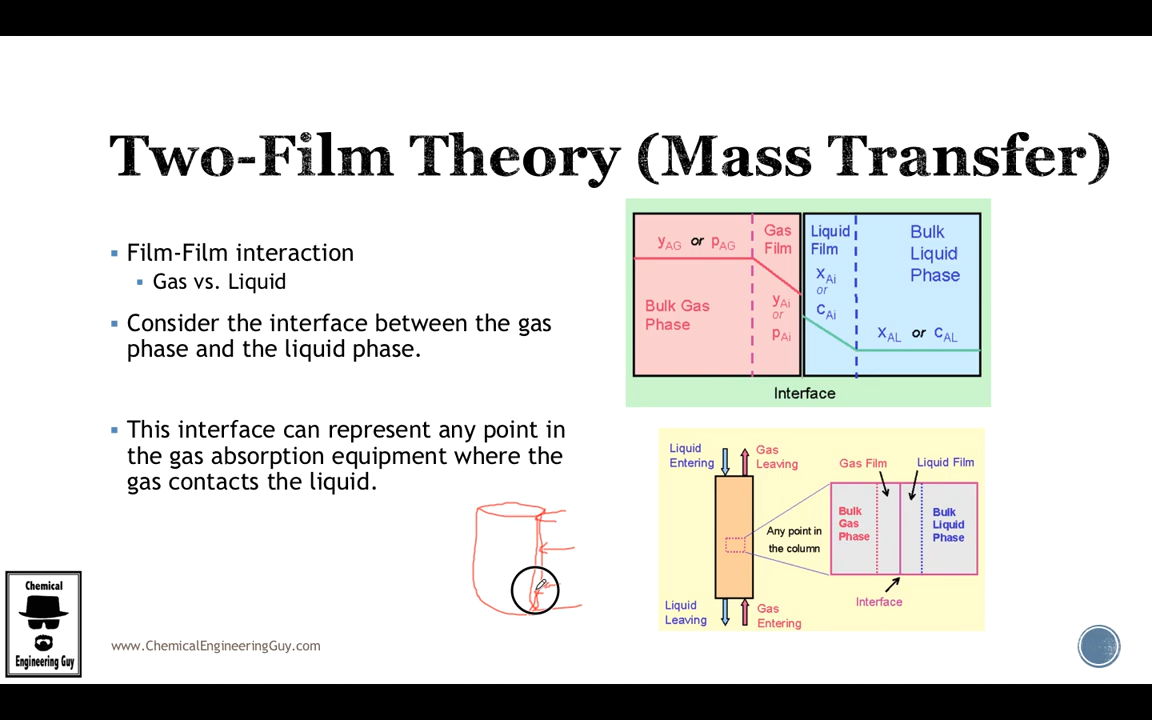 Two-Film Theory (Mass Transfer)
Film-Film interaction
Gas vs. Liquid
Consider the interface between the gas
phase and the liquid phase.
This interface can represent any point in
the gas absorption equipment where the
gas contacts the liquid.
yAG or pAG
Gas
Film
Bulk Gas
Phase
yAi
or
pAi
Liquid
Film
xAi
or
cAi
Bulk
Liquid
Phase
xAL or cAL
Interface
Liquid
Entering
Gas
Leaving
Gas Film
Liquid Film
Any point in
the column
Bulk
Gas
Phase
Bulk
Liquid
Phase
Interface
Liquid
Leaving
Gas
Entering
Chemical
Engineering Guy
www.ChemicalEngineeringGuy.com